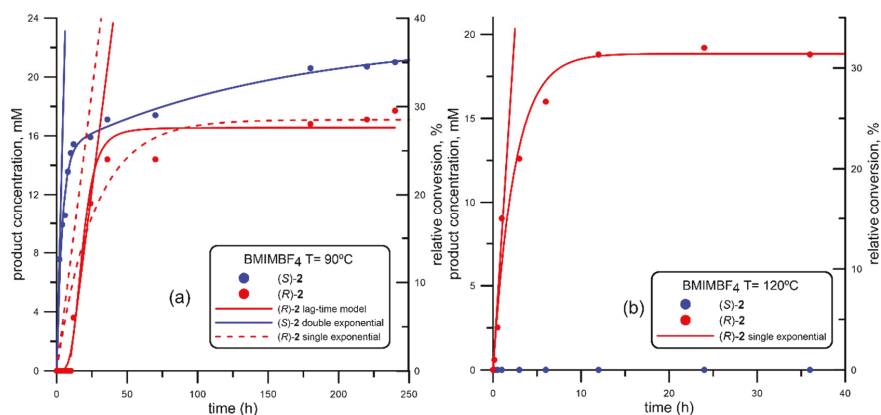 24
20
16
12
8
4
0
product concentration, mM
40
30
20
10
0
relative conversion, %
0
50
100
150
200
250
time (h)
(a)
BMIMBF4 T= 90ºC
(S)-2
(R)-2
(R)-2 lag-time model
(S)-2 double exponential
(R)-2 single exponential
20
15
10
5
0
product concentration, mM
30
20
10
0
relative conversion, %
0
10
20
30
40
time (h)
(b)
BMIMBF4 T= 120ºC
(S)-2
(R)-2
(R)-2 single exponential